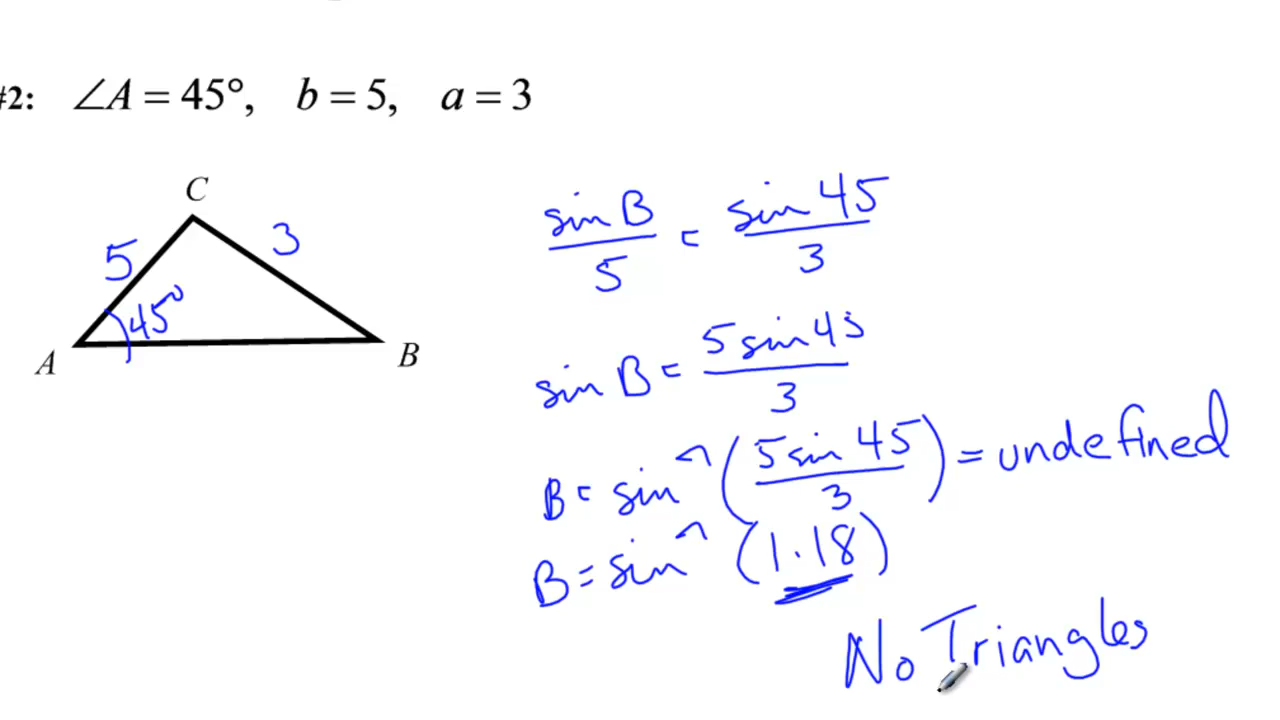 #2: ∠A = 45°, b = 5, a = 3
C
5
3
45°
A
B
sin B / 5 = sin 45 / 3
sin B = 5 sin 45 / 3
B = sin⁻¹ (5 sin 45 / 3) = undefined
B = sin⁻¹ (1.18)
No Triangles